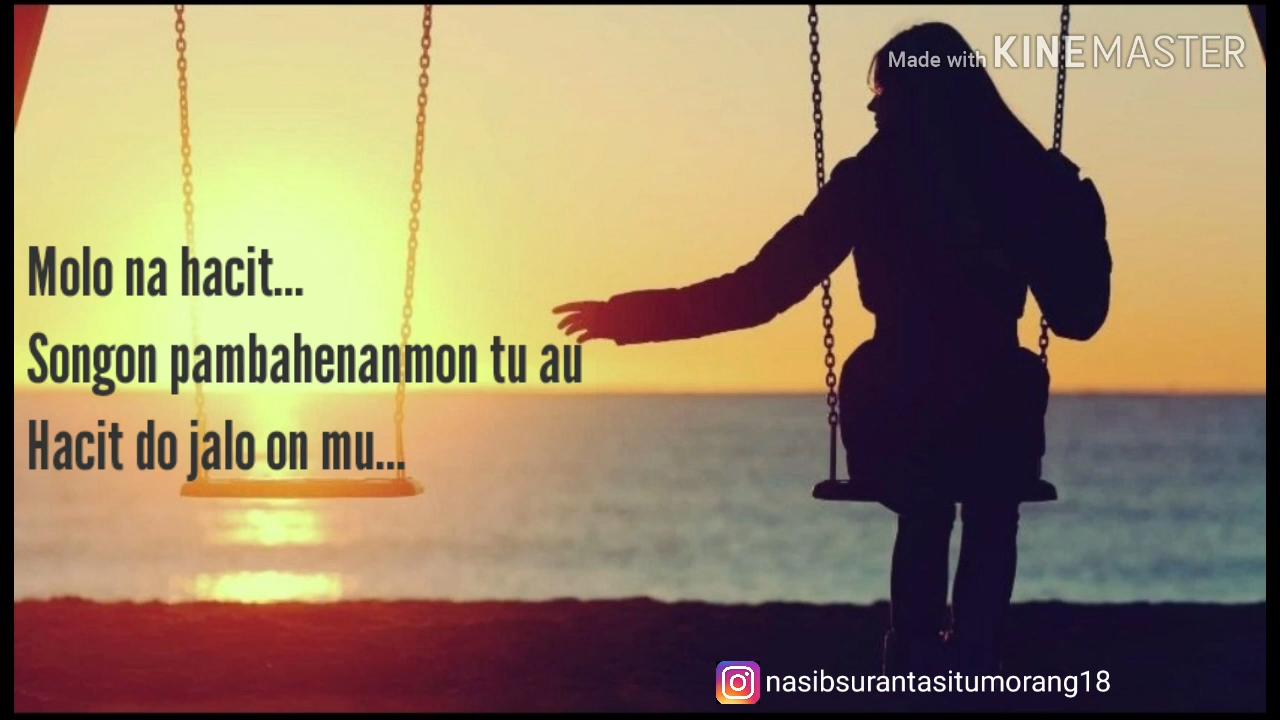 Made with KINEMASTER
Molo na hacit...
Songon pambahenanmon tu au
Hacit do jalo on mu...
nasibsurantasitumorang18